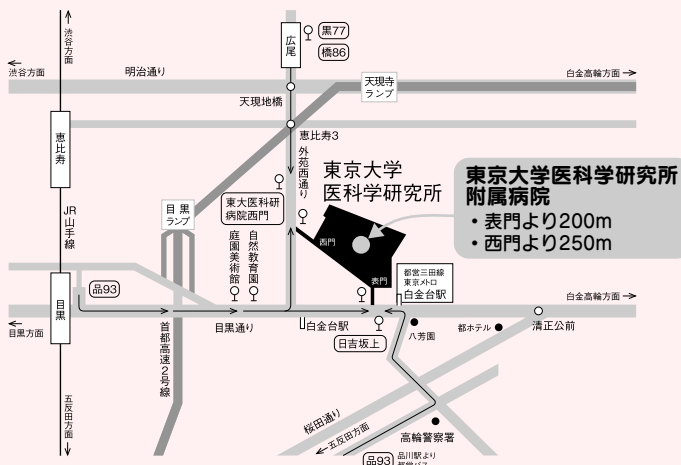 渋谷方面
広尾
黒77
橋86
渋谷方面
明治通り
天現寺
ランプ
白金高輪方面
天現地橋
恵比寿
恵比寿3
外苑西通り
東京大学
医科学研究所
東京大学医科学研究所
附属病院
・表門より200m
・西門より250m
JR山手線
目黒
ランプ
東大医科研
病院西門
西門
表門
庭園美術館
自然教育園
都営三田線
東京メトロ
白金台駅
品93
目黒
白金高輪方面
目黒方面
首都高速2号線
目黒通り
白金台駅
日吉坂上
八芳園
都ホテル
清正公前
五反田方面
桜田通り
五反田方面
高輪警察署
品93
品川駅より
都営バス